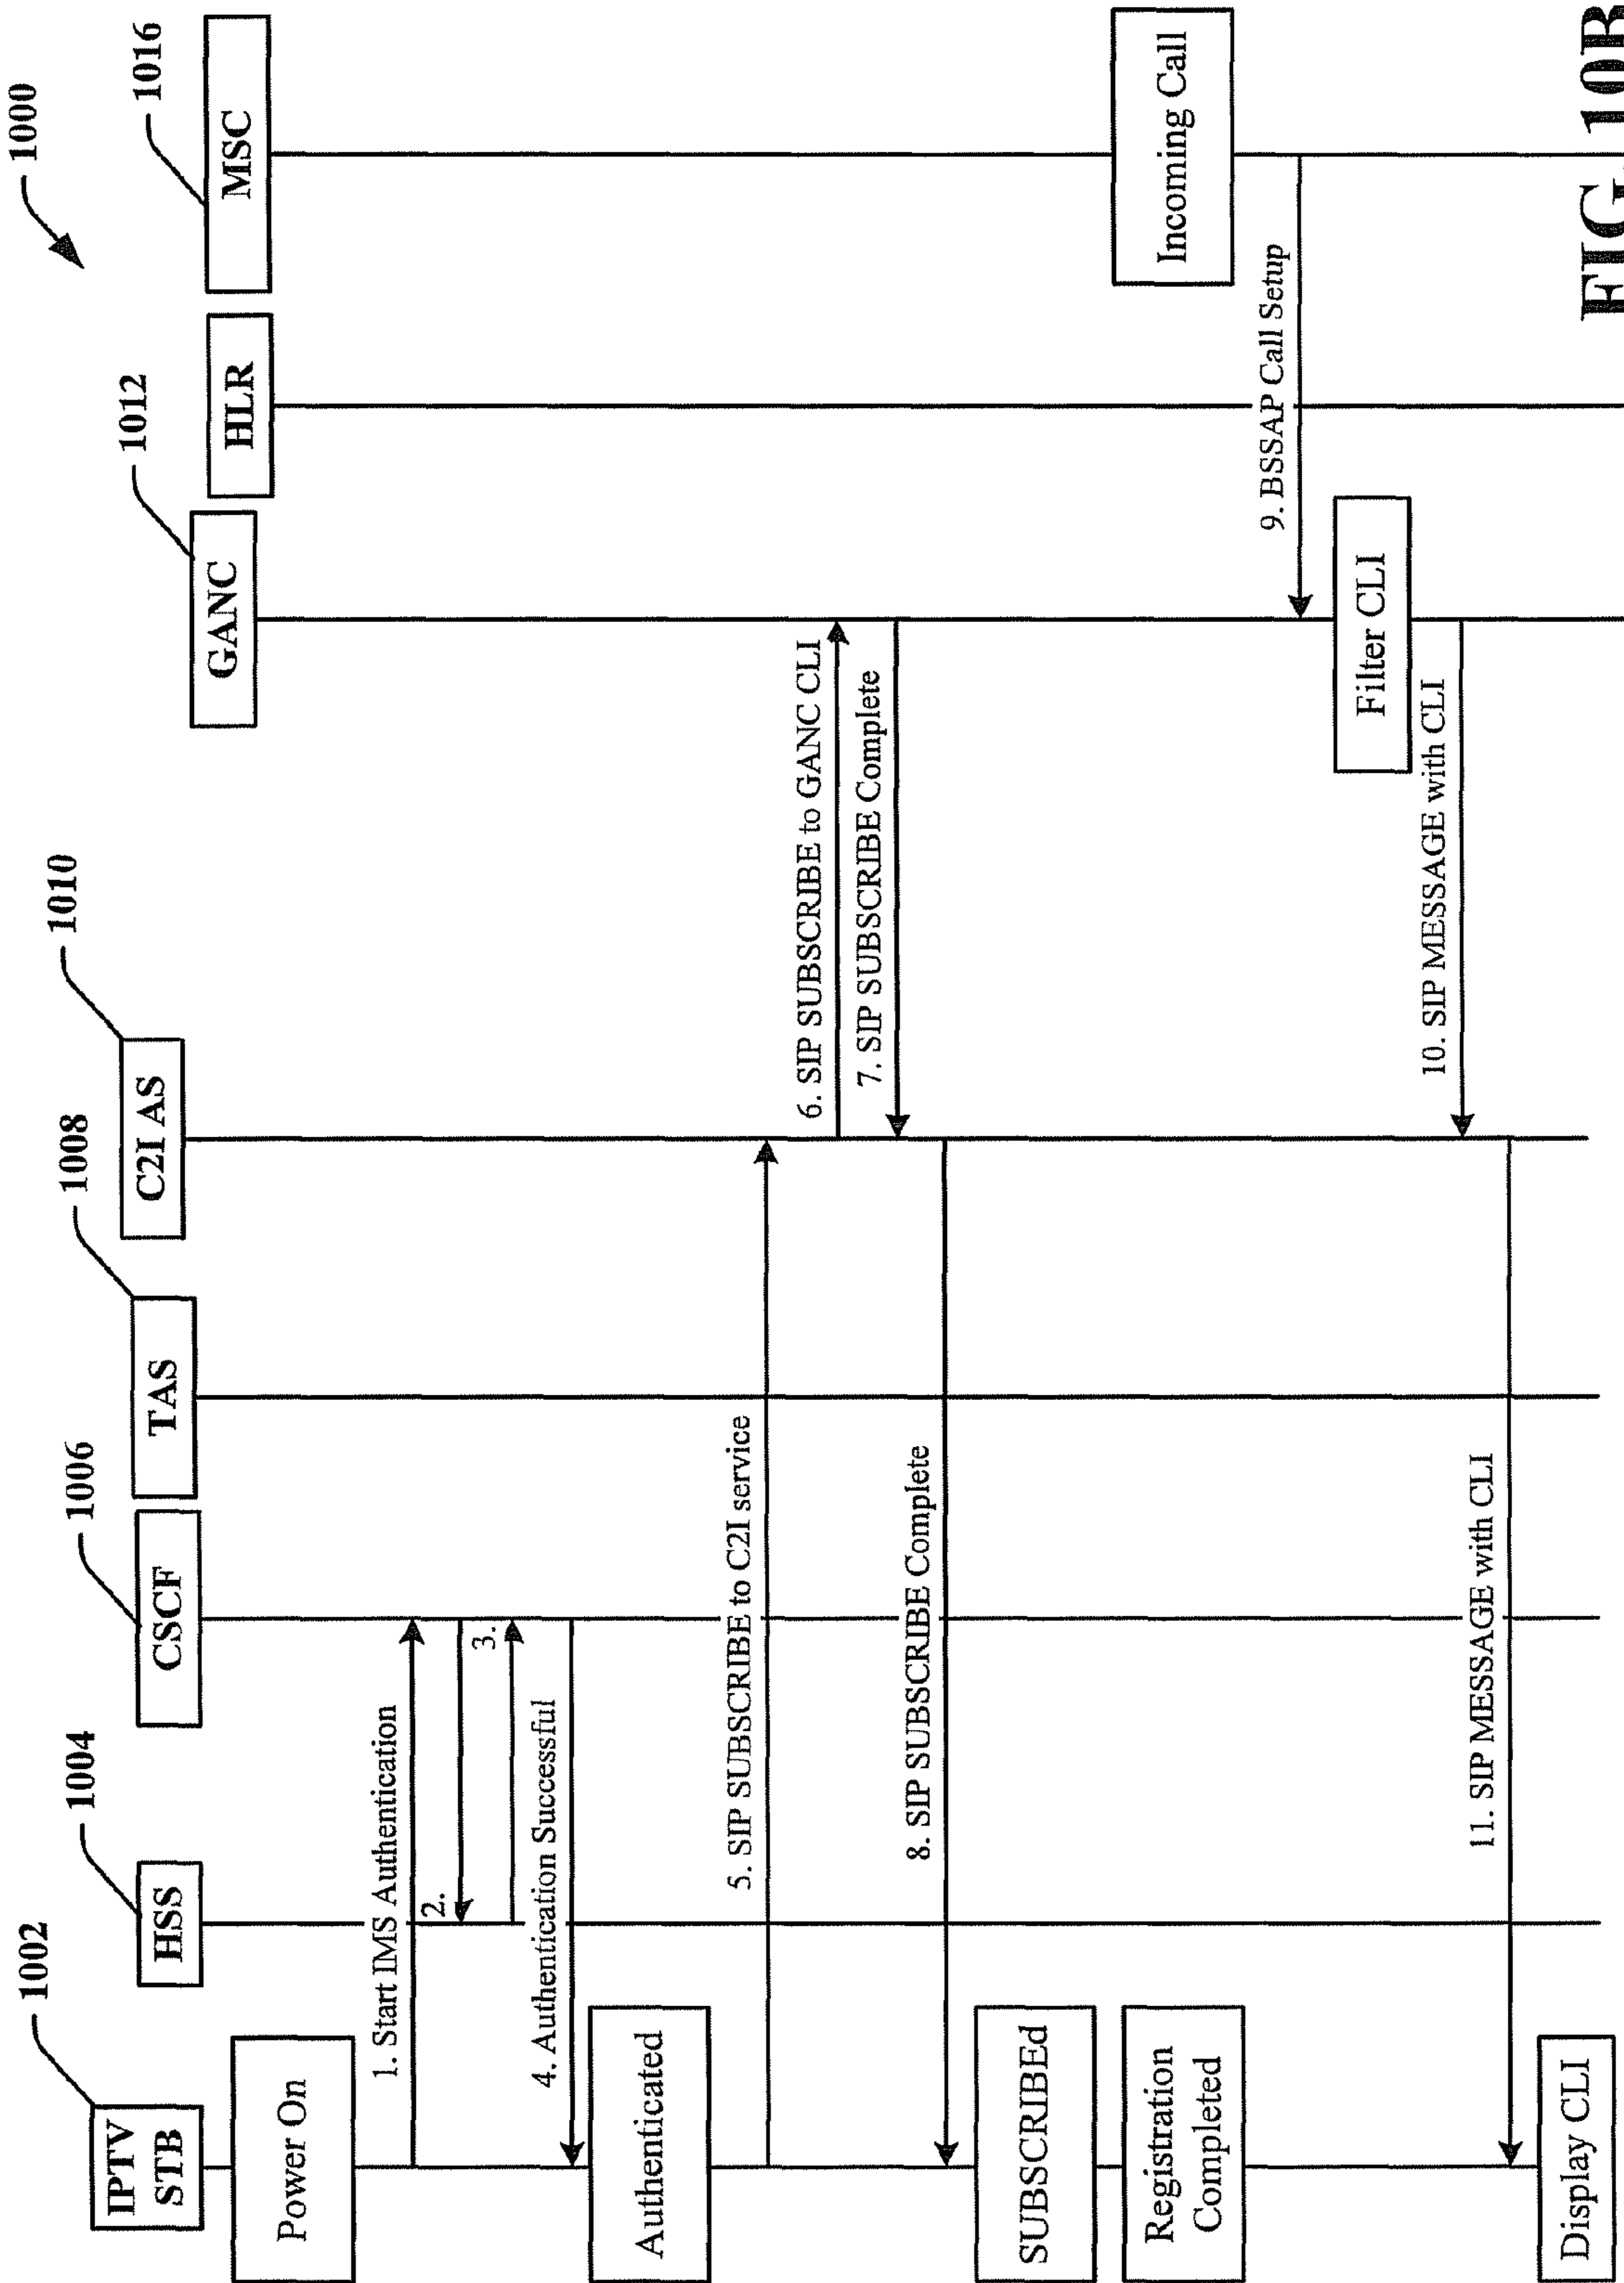 1000
1002
1004
1006
1008
1010
1012
1016
IPTV
STB
HSS
CSCF
TAS
C2I AS
GANC
HLR
MSC
Power On
1. Start IMS Authentication
2.
3.
4. Authentication Successful
Authenticated
5. SIP SUBSCRIBE to C2I service
6. SIP SUBSCRIBE to GANC CLI
7. SIP SUBSCRIBE Complete
8. SIP SUBSCRIBE Complete
SUBSCRIBEd
Registration
Completed
Incoming Call
9. BSSAP Call Setup
Filter CLI
10. SIP MESSAGE with CLI
11. SIP MESSAGE with CLI
Display CLI
FIG. 10B